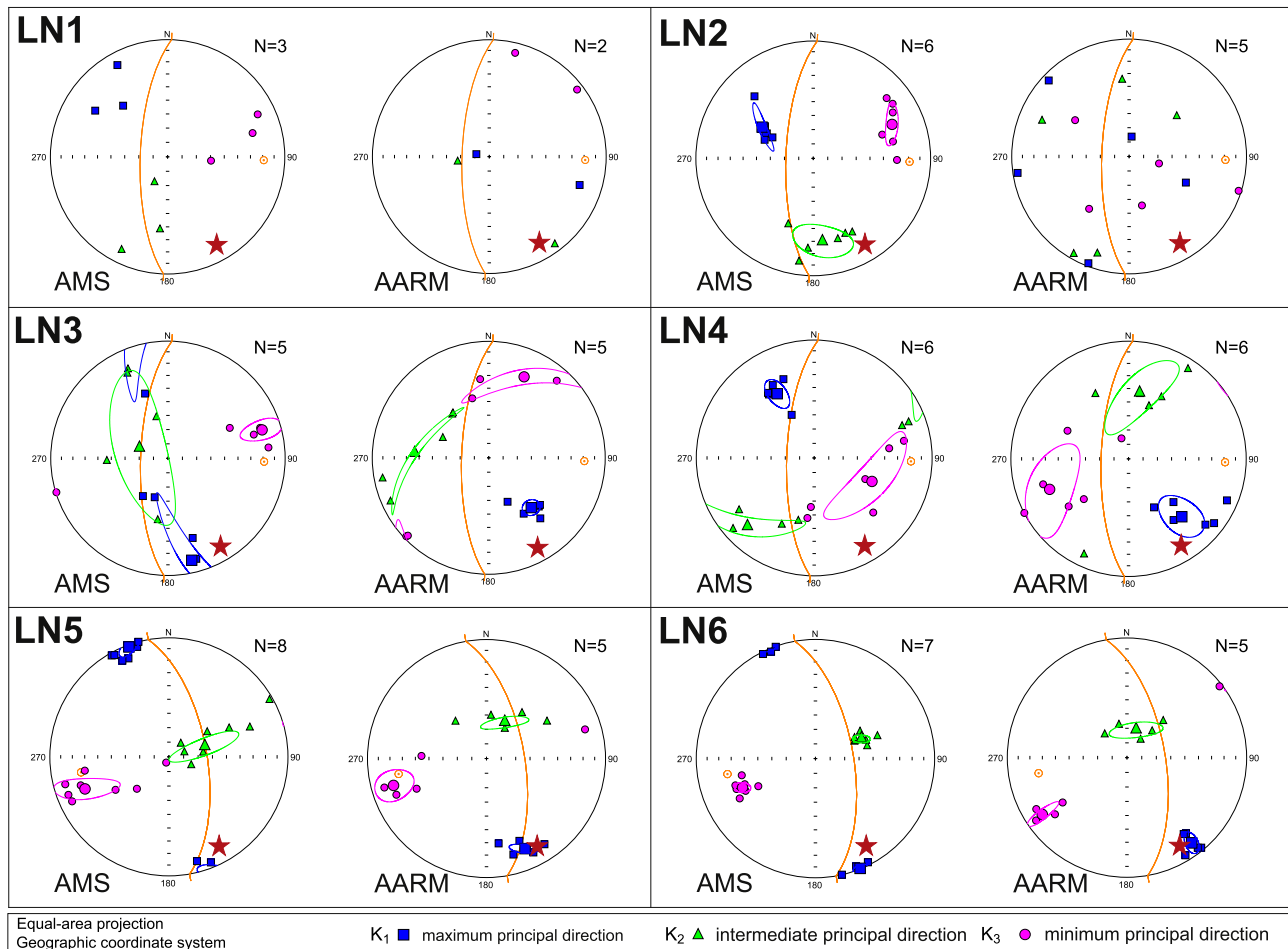 LN1
N
N=3
270
90
180
AMS
N
N=2
270
90
180
AARM
LN2
N
N=6
270
90
180
AMS
N
N=5
270
90
180
AARM
LN3
N
N=5
270
90
180
AMS
N
N=5
270
90
180
AARM
LN4
N
N=6
270
90
180
AMS
N
N=6
270
90
180
AARM
LN5
N
N=8
270
90
180
AMS
N
N=5
270
90
180
AARM
LN6
N
N=7
270
90
180
AMS
N
N=5
270
90
180
AARM
Equal-area projection
Geographic coordinate system
K₁ maximum principal direction K₂ intermediate principal direction K₃ minimum principal direction